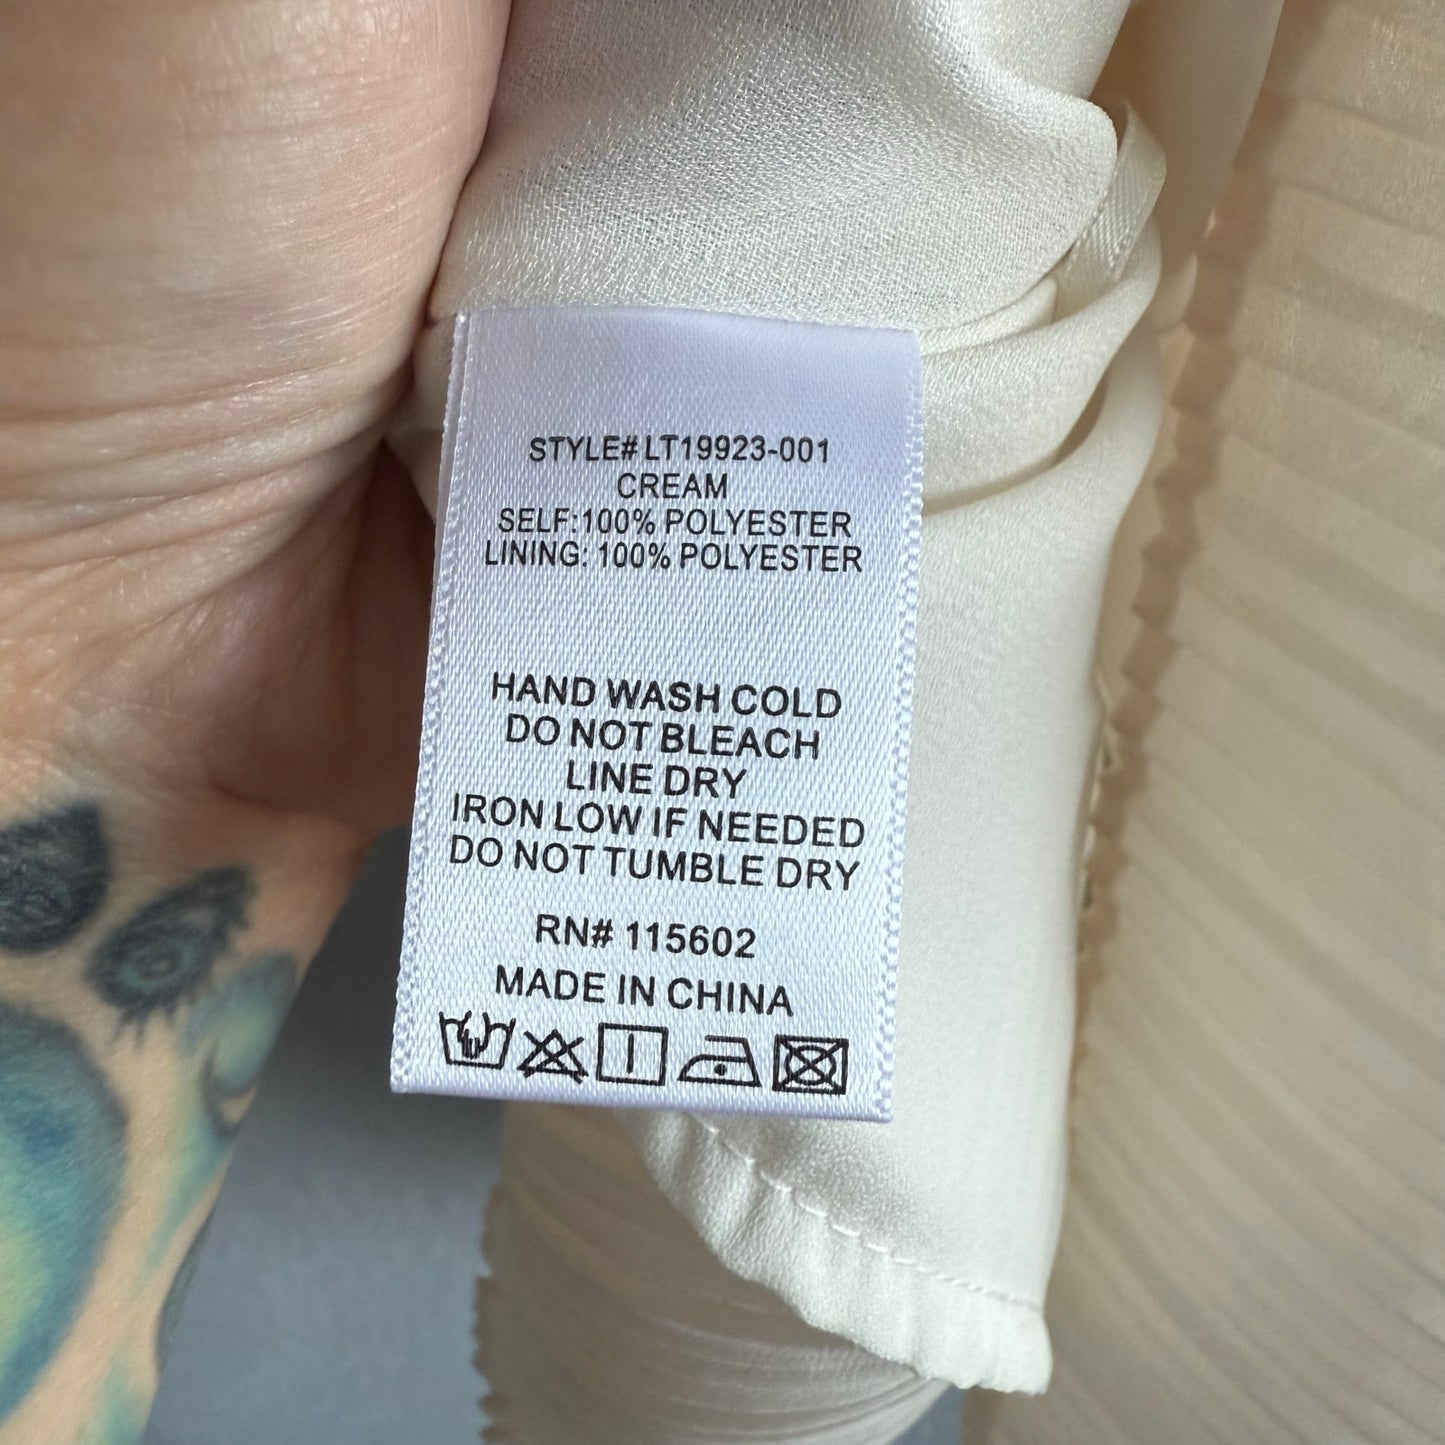 STYLE# LT19923-001
CREAM
SELF:100% POLYESTER
LINING: 100% POLYESTER
HAND WASH COLD
DO NOT BLEACH
LINE DRY
IRON LOW IF NEEDED
DO NOT TUMBLE DRY
RN# 115602
MADE IN CHINA